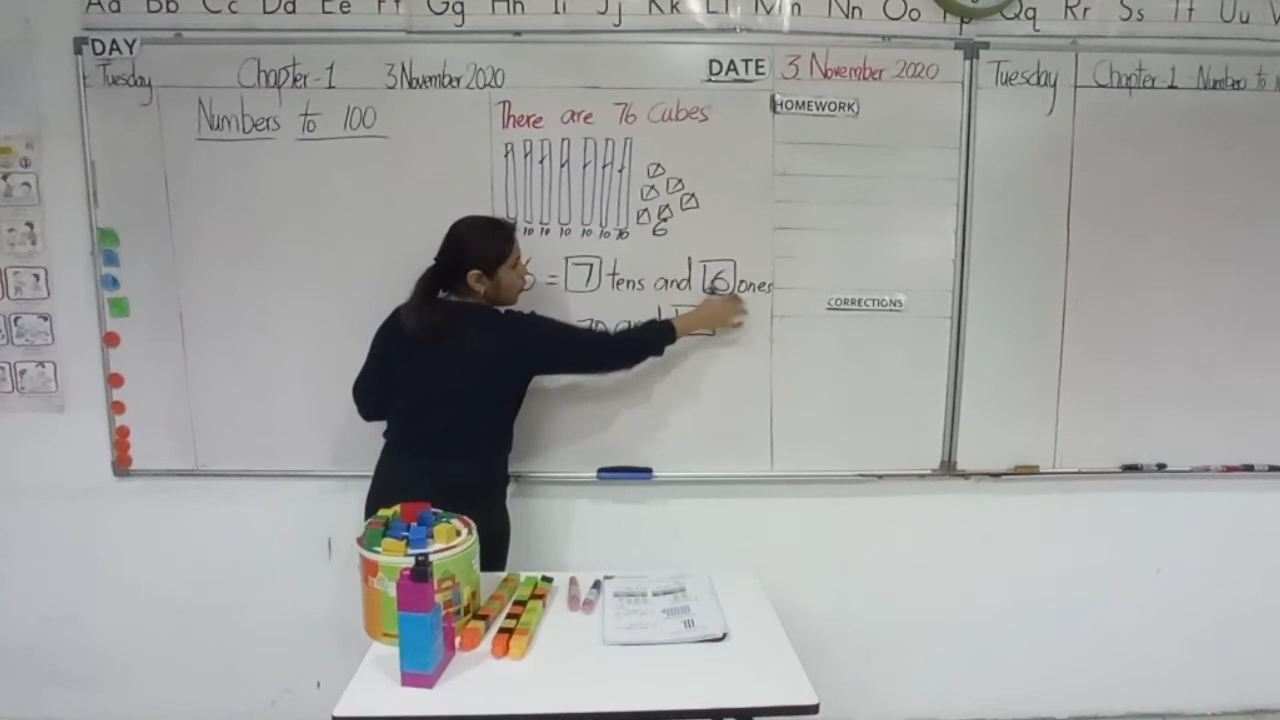 Aa Bb Cc Dd Ee Ff Gg Hh Ii Jj Kk Ll Mm Nn Oo Pp Qq Rr Ss Tt Uu
DAY
Tuesday
Chapter-1 3 November 2020
DATE
3 November 2020
Numbers to 100
There are 76 Cubes
10 10 10 10 10 10
6
= 7 tens and 6 ones
70 and
HOMEWORK
CORRECTIONS
Tuesday
Chapter 1 Numbers to